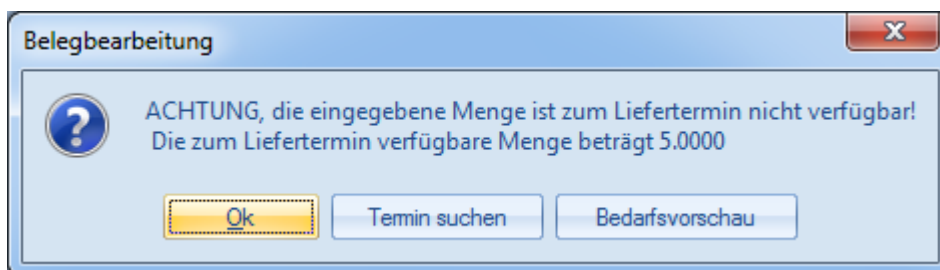 Belegbearbeitung
ACHTUNG, die eingegebene Menge ist zum Liefertermin nicht verfügbar!
Die zum Liefertermin verfügbare Menge beträgt 5.0000
Ok Termin suchen Bedarfsvorschau